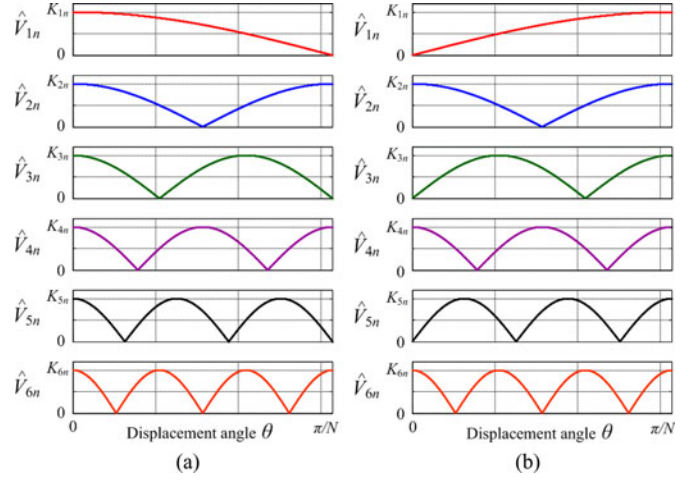 V̂1n K1n 0
V̂2n K2n 0
V̂3n K3n 0
V̂4n K4n 0
V̂5n K5n 0
V̂6n K6n 0
0 Displacement angle θ π/N
(a)
V̂1n K1n 0
V̂2n K2n 0
V̂3n K3n 0
V̂4n K4n 0
V̂5n K5n 0
V̂6n K6n 0
0 Displacement angle θ π/N
(b)